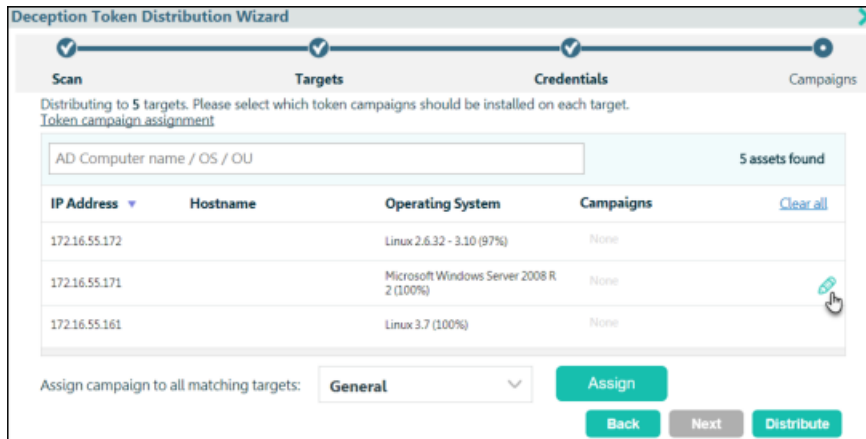 Deception Token Distribution Wizard
Scan Targets Credentials Campaigns
Distributing to 5 targets. Please select which token campaigns should be installed on each target.
Token campaign assignment
AD Computer name / OS / OU 5 assets found
IP Address Hostname Operating System Campaigns Clear all
172.16.55.172 Linux 2.6.32 - 3.10 (97%) None
172.16.55.171 Microsoft Windows Server 2008 R
2 (100%) None
172.16.55.161 Linux 3.7 (100%) None
Assign campaign to all matching targets: General Assign
Back Next Distribute